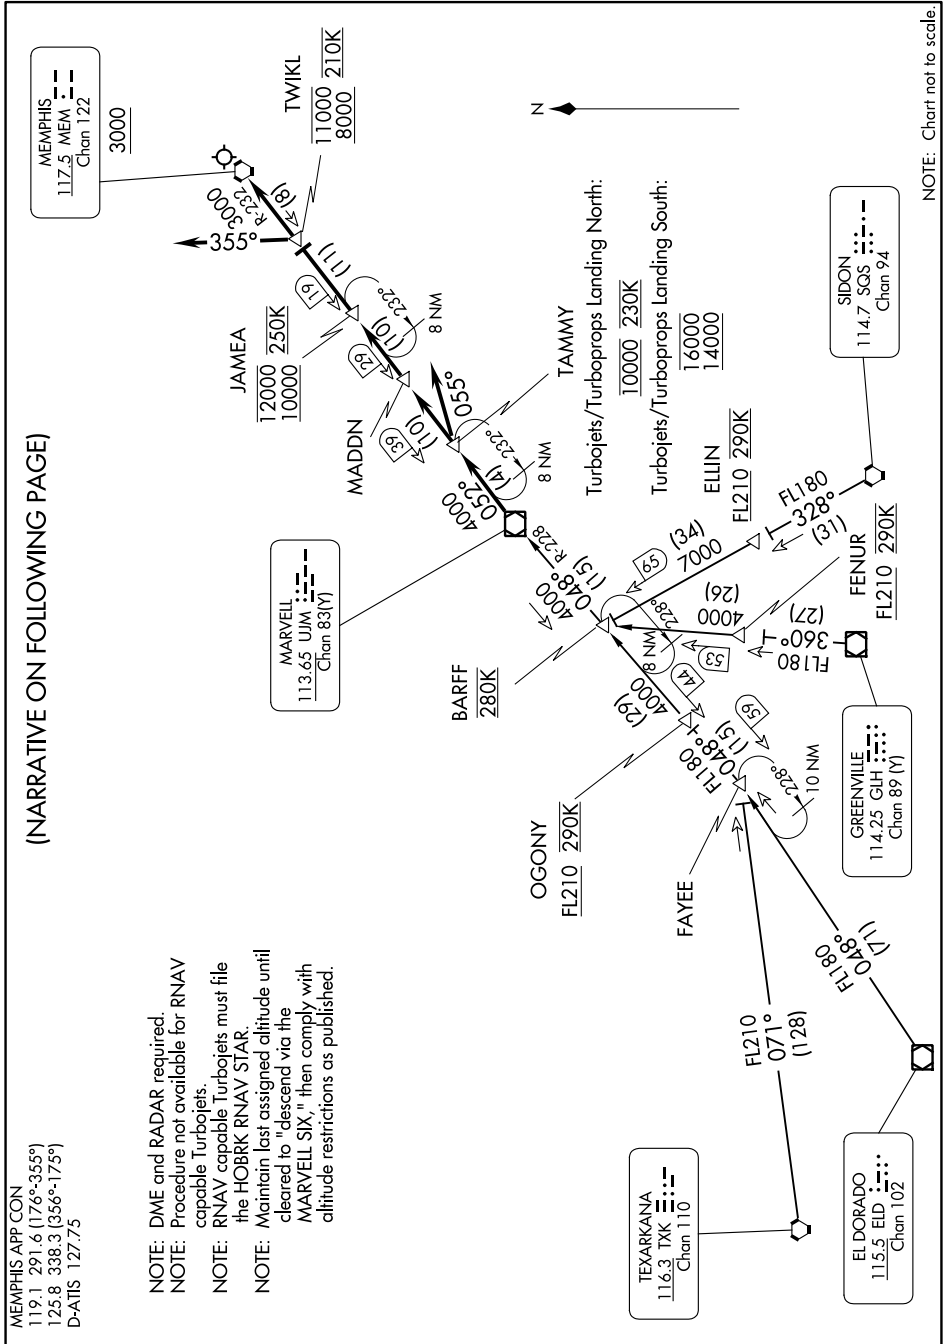 (NARRATIVE ON FOLLOWING PAGE)
MEMPHIS APP CON
119.1 291.6 (176°-355°)
125.8 338.3 (356°-175°)
D-ATIS 127.75
NOTE: DME and RADAR required.
NOTE: Procedure not available for RNAV
capable Turbojets.
NOTE: RNAV capable Turbojets must file
the HOBRK RNAV STAR.
NOTE: Maintain last assigned altitude until
cleared to "descend via the
MARVELL SIX," then comply with
altitude restrictions as published.
MEMPHIS
117.5 MEM
Chan 122
3000
TWIKL
11000 210K
8000
3000
R-232
(8)
355°
(11)
19
232°
8 NM
JAMEA
12000 250K
10000
(10)
29
MADDN
39
(10)
055°
TAMMY
Turbojets/Turboprops Landing North:
10000 230K
Turbojets/Turboprops Landing South:
16000
14000
232°
8 NM
4000
052°
(4)
N
MARVELL
113.65 UJM
Chan 83(Y)
R-228
4000
048°
(15)
BARFF
280K
228°
8 NM
65
(34)
7000
ELLIN
FL210 290K
FL180
328°
(31)
SIDON
114.7 SQS
Chan 94
(26)
4000
53
FENUR
FL210 290K
(27)
360°
FL180
GREENVILLE
114.25 GLH
Chan 89 (Y)
(29)
4000
44
OGONY
FL210 290K
FL180
048°
(15)
59
228°
10 NM
FAYEE
FL180
048°
(71)
FL210
071°
(128)
TEXARKANA
116.3 TXK
Chan 110
EL DORADO
115.5 ELD
Chan 102
NOTE: Chart not to scale.